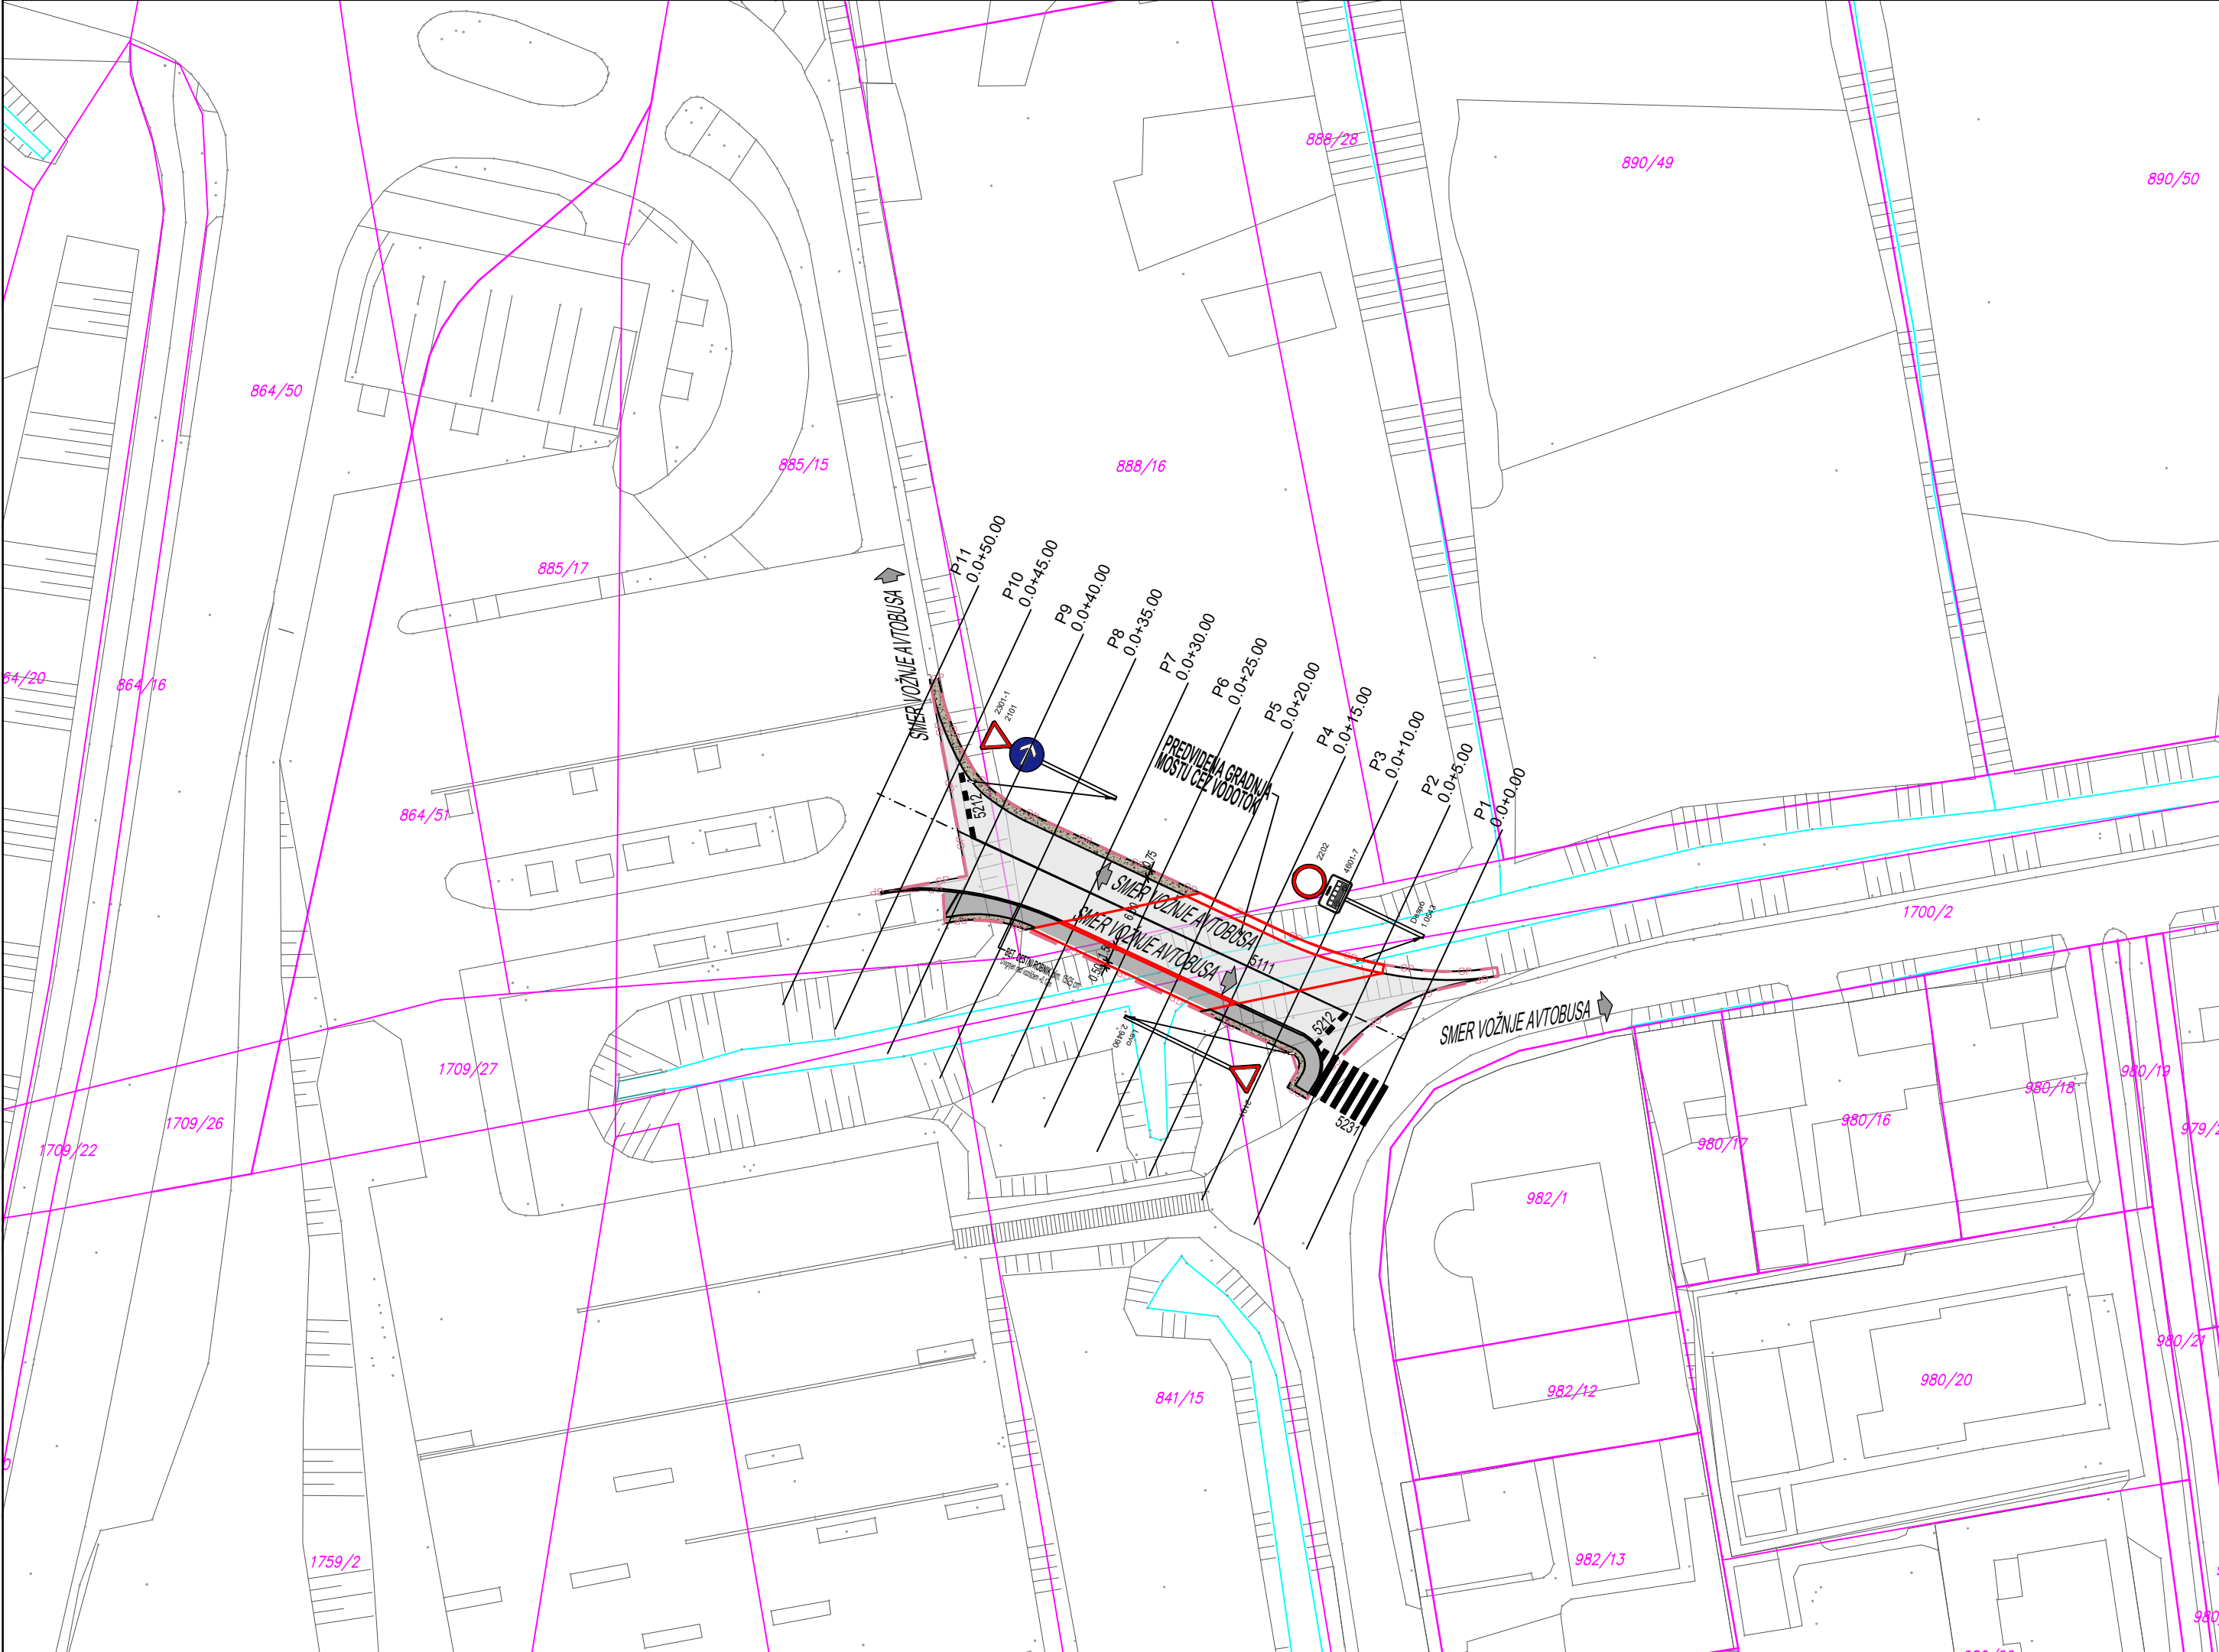 888/28
890/49
890/50
864/50
885/15
888/16
885/17
64/20
864/16
864/51
P11
0.0+50.00
P10
0.0+45.00
P9
0.0+40.00
P8
0.0+35.00
P7
0.0+30.00
P6
0.0+25.00
P5
0.0+20.00
P4
0.0+15.00
P3
0.0+10.00
P2
0.0+5.00
P1
0.0+0.00
SMER VOŽNJE AVTOBUSA
2301-1
2101
PREDVIDENA GRADNJA
MOSTU ČEZ VODOTOK
5212
2202
4601-7
SMER VOŽNJE AVTOBUSA
SMER VOŽNJE AVTOBUSA
5111
5212
5231
SMER VOŽNJE AVTOBUSA
1700/2
1709/27
1709/26
1709/22
980/19
980/18
980/16
980/17
979/2
982/1
980/21
980/20
982/12
841/15
982/13
1759/2